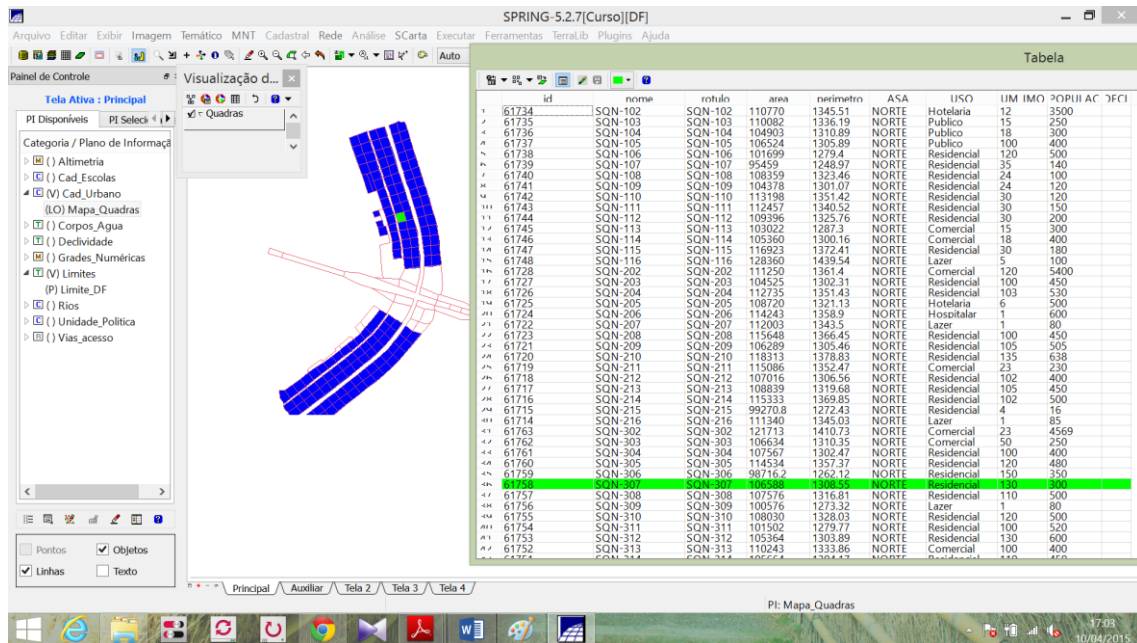 SPRING-5.2.7[Curso][DF]
Arquivo Editar Exibir Imagem Temático MNT Cadastral Rede Análise SCarta Executar Ferramentas TerraLib Plugins Ajuda
Auto
Painel de Controle
Tela Ativa : Principal
PI Disponíveis PI Seleci
Categoria / Plano de Informaçã
M ( ) Altimetria
C ( ) Cad_Escolas
C (V) Cad_Urbano
(LO) Mapa_Quadras
T ( ) Corpos_Agua
T ( ) Declividade
M ( ) Grades_Numéricas
T (V) Limites
(P) Limite_DF
C ( ) Rios
C ( ) Unidade_Politica
( ) Vias_acesso
Pontos Objetos
Linhas Texto
Visualização d...
Quadras
Tabela
id nome rotulo area perimetro ASA USO UM IMO POPULAC DECI
61734 SQN-102 SQN-102 110770 1345.51 NORTE Hotelaria 12 3500
61735 SQN-103 SQN-103 110082 1336.19 NORTE Publico 15 250
61736 SQN-104 SQN-104 104903 1310.89 NORTE Publico 18 300
61737 SQN-105 SQN-105 106524 1305.89 NORTE Publico 100 400
61738 SQN-106 SQN-106 101699 1279.4 NORTE Residencial 120 500
61739 SQN-107 SQN-107 95459 1248.97 NORTE Residencial 35 140
61740 SQN-108 SQN-108 108359 1323.46 NORTE Residencial 24 100
61741 SQN-109 SQN-109 104378 1301.07 NORTE Residencial 24 120
61742 SQN-110 SQN-110 113198 1351.42 NORTE Residencial 30 120
61743 SQN-111 SQN-111 112457 1340.52 NORTE Residencial 30 150
61744 SQN-112 SQN-112 109396 1325.76 NORTE Residencial 30 200
61745 SQN-113 SQN-113 103022 1287.3 NORTE Comercial 15 300
61746 SQN-114 SQN-114 105360 1300.16 NORTE Comercial 18 400
61747 SQN-115 SQN-115 116923 1372.41 NORTE Residencial 30 180
61748 SQN-116 SQN-116 128360 1439.54 NORTE Lazer 5 100
61728 SQN-202 SQN-202 111250 1361.4 NORTE Comercial 120 5400
61727 SQN-203 SQN-203 104525 1302.31 NORTE Residencial 100 450
61726 SQN-204 SQN-204 112735 1351.43 NORTE Residencial 103 530
61725 SQN-205 SQN-205 108720 1321.13 NORTE Hotelaria 6 500
61724 SQN-206 SQN-206 114243 1358.9 NORTE Hospitalar 1 600
61722 SQN-207 SQN-207 112003 1343.5 NORTE Lazer 1 80
61723 SQN-208 SQN-208 115648 1366.45 NORTE Residencial 100 450
61721 SQN-209 SQN-209 106289 1305.46 NORTE Residencial 105 505
61720 SQN-210 SQN-210 118313 1378.83 NORTE Residencial 135 638
61719 SQN-211 SQN-211 115086 1352.47 NORTE Comercial 23 230
61718 SQN-212 SQN-212 107016 1306.56 NORTE Residencial 102 400
61717 SQN-213 SQN-213 108839 1319.68 NORTE Residencial 105 450
61716 SQN-214 SQN-214 115333 1369.85 NORTE Residencial 102 500
61715 SQN-215 SQN-215 99270.8 1272.43 NORTE Residencial 4 16
61714 SQN-216 SQN-216 111340 1345.03 NORTE Lazer 1 85
61763 SQN-302 SQN-302 121713 1410.73 NORTE Comercial 23 4569
61762 SQN-303 SQN-303 106634 1310.35 NORTE Comercial 50 250
61761 SQN-304 SQN-304 107567 1302.47 NORTE Residencial 100 400
61760 SQN-305 SQN-305 114534 1357.37 NORTE Residencial 120 480
61759 SQN-306 SQN-306 98716.2 1262.12 NORTE Residencial 150 350
61758 SQN-307 SQN-307 106588 1308.55 NORTE Residencial 130 300
61757 SQN-308 SQN-308 107576 1316.81 NORTE Residencial 110 500
61756 SQN-309 SQN-309 100576 1273.32 NORTE Lazer 1 80
61755 SQN-310 SQN-310 108030 1328.03 NORTE Residencial 120 500
61754 SQN-311 SQN-311 101502 1279.77 NORTE Residencial 100 520
61753 SQN-312 SQN-312 105364 1303.89 NORTE Residencial 130 600
61752 SQN-313 SQN-313 110243 1333.86 NORTE Comercial 100 400
Principal Auxiliar Tela 2 Tela 3 Tela 4
PI: Mapa_Quadras
17:03